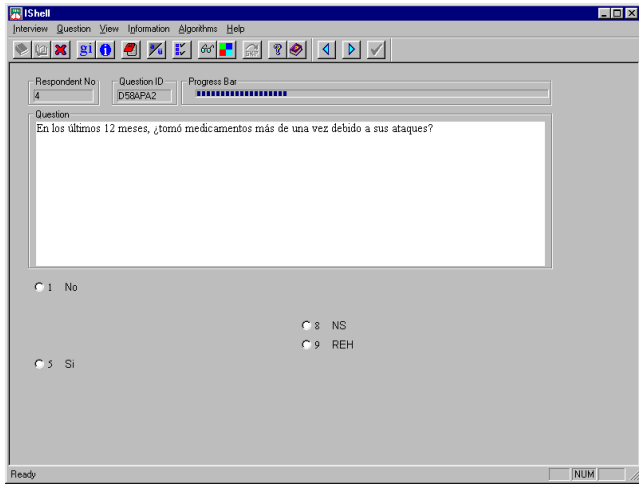 IShell
Interview Question View Information Algorithms Help
gi
SKIP
Respondent No
Question ID
Progress Bar
4
D58APA2
Question
En los últimos 12 meses, ¿tomó medicamentos más de una vez debido a sus ataques?
1 No
8 NS
9 REH
5 Si
Ready
NUM